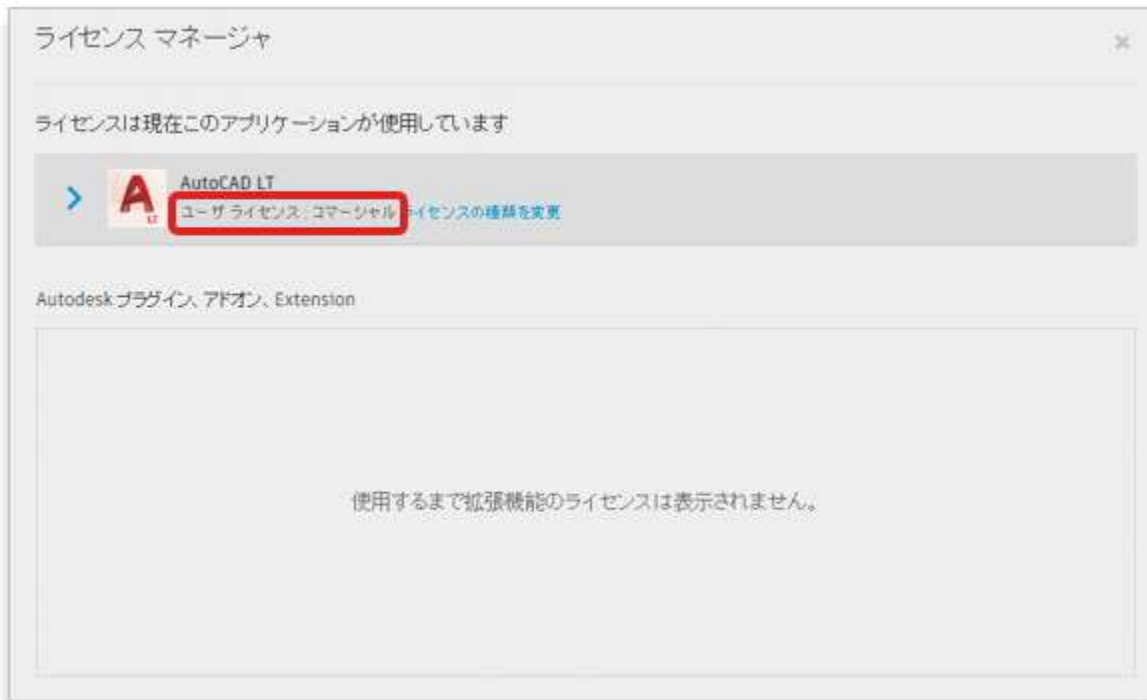 ライセンス マネージャ
×
ライセンスは現在このアプリケーションが使用しています
A
LT
AutoCAD LT
ユーザ ライセンス : コマーシャル
イセンスの種類を変更
Autodesk プラグイン、アドオン、Extension
使用するまで拡張機能のライセンスは表示されません。